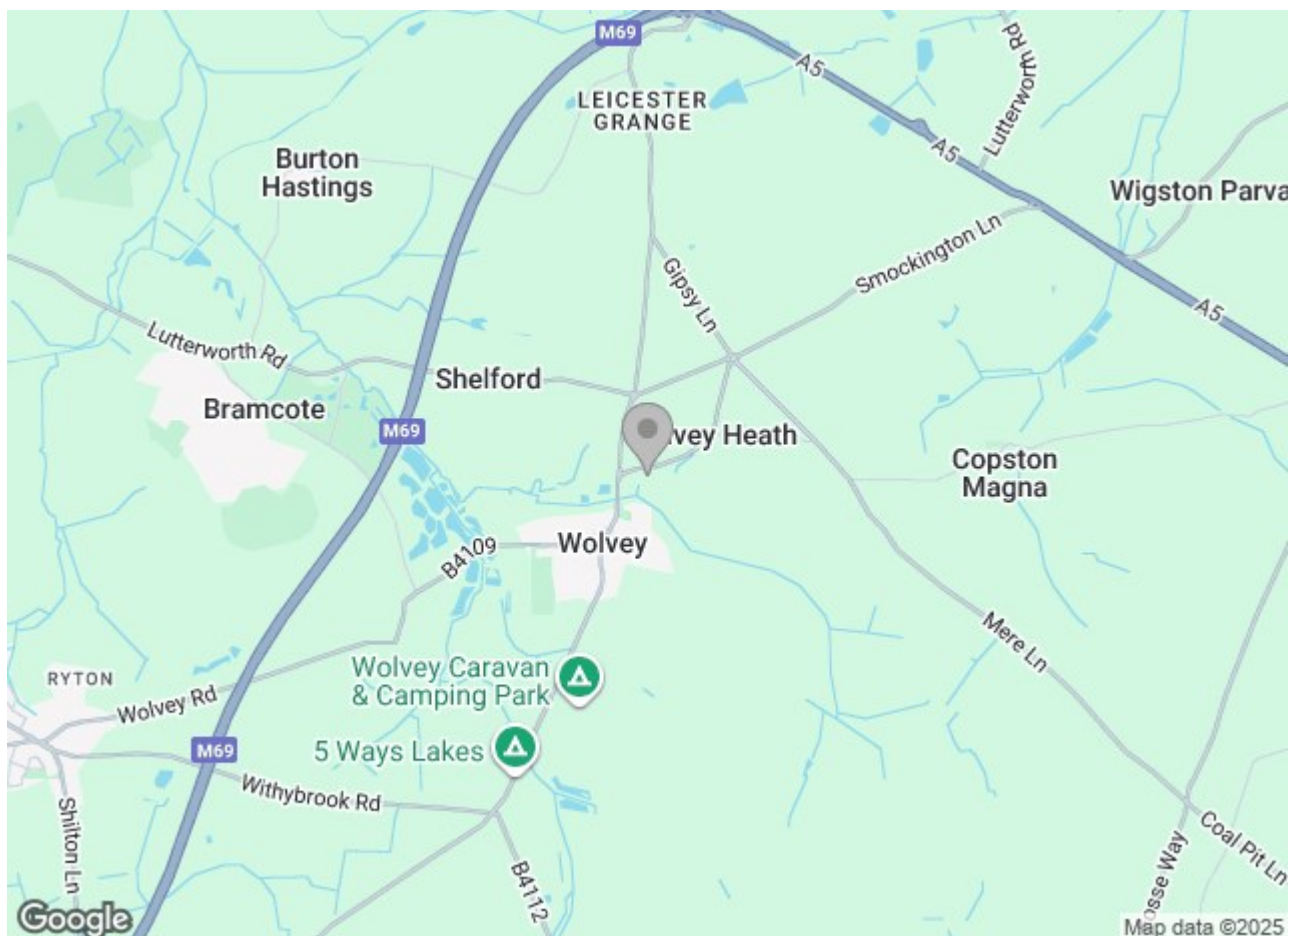 M69
A5
Lutterworth Rd
LEICESTER
GRANGE
A5
Burton
Hastings
Wigston Parva
Smockington Ln
Gipsy Ln
A5
Lutterworth Rd
Shelford
Bramcote
M69
lvey Heath
Copston
Magna
Wolvey
B4109
Mere Ln
Wolvey Caravan
& Camping Park
RYTON
Wolvey Rd
M69
5 Ways Lakes
Withybrook Rd
Shilton Ln
Coal Pit Ln
B4112
osse Way
Google
Map data ©2025